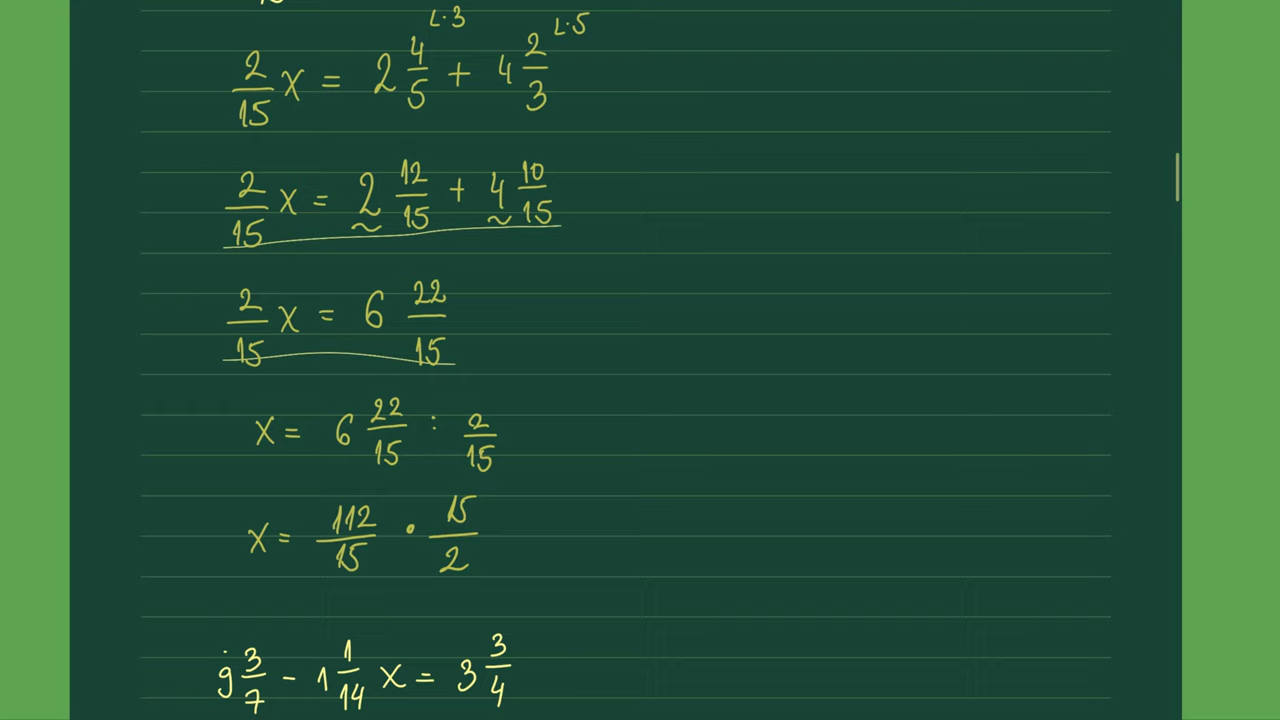 2/15 x = 2 4/5 + 4 2/3 ∟·3 ∟·5
2/15 x = 2 12/15 + 4 10/15
2/15 x = 6 22/15
x = 6 22/15 : 2/15
x = 112/15 · 15/2
9 3/7 - 1 1/14 x = 3 3/4